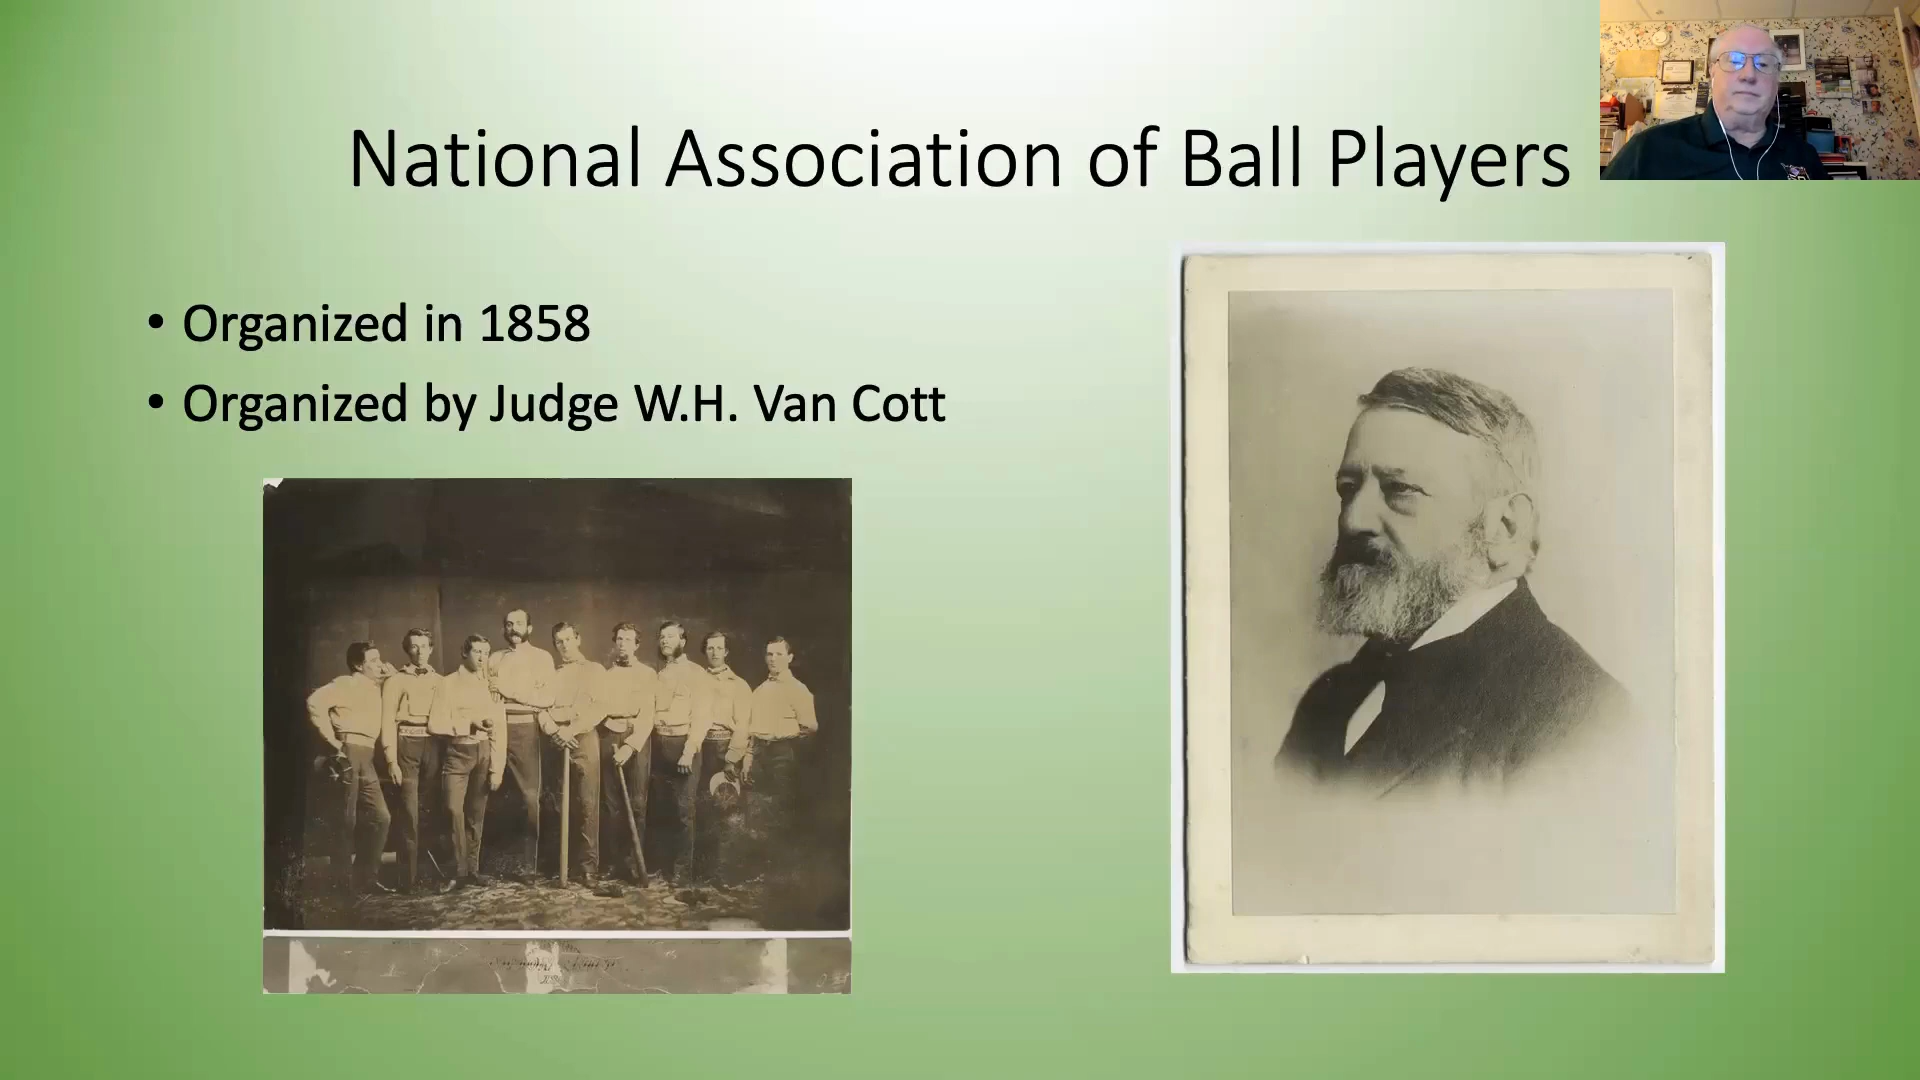 National Association of Ball Players
• Organized in 1858
• Organized by Judge W.H. Van Cott